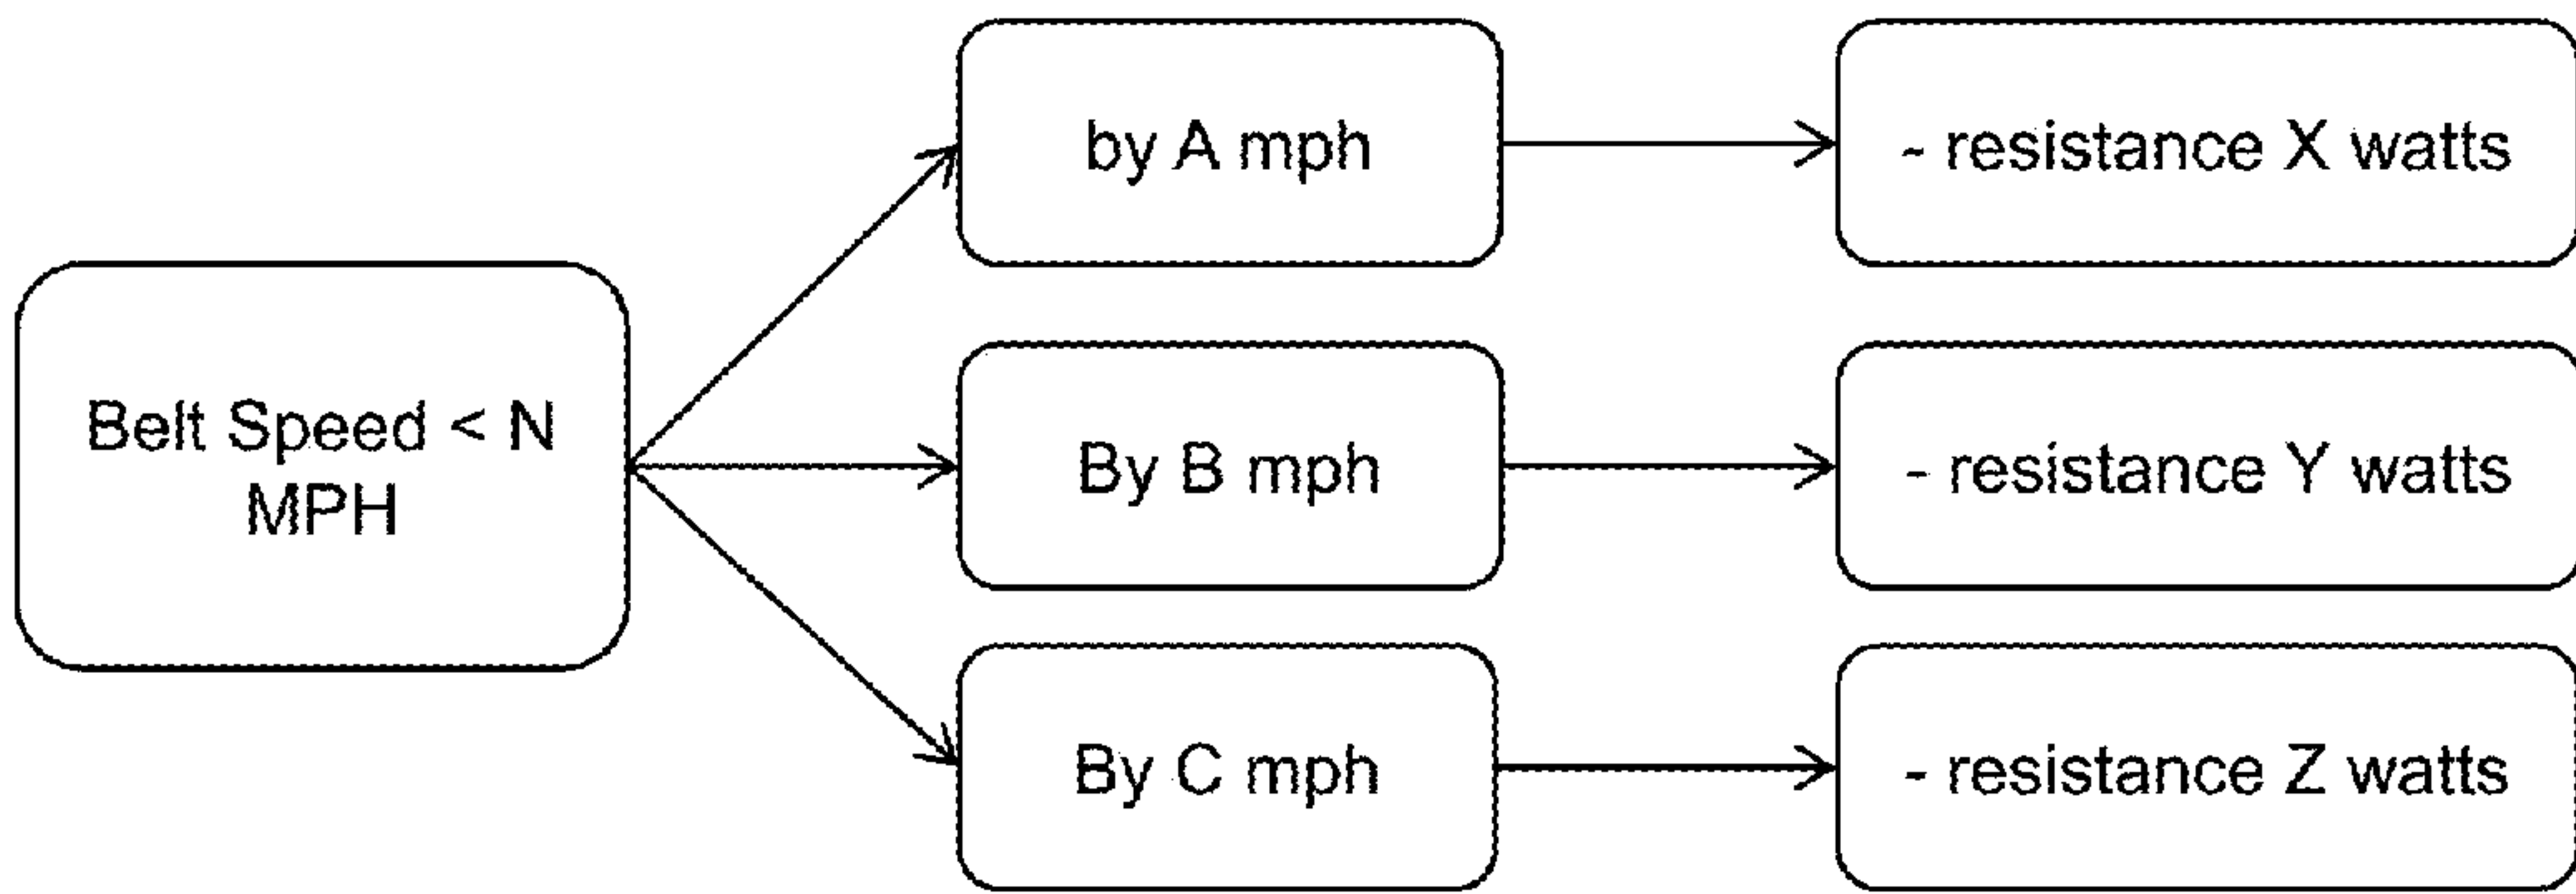 by A mph
- resistance X watts
Belt Speed < N
MPH
By B mph
- resistance Y watts
By C mph
- resistance Z watts